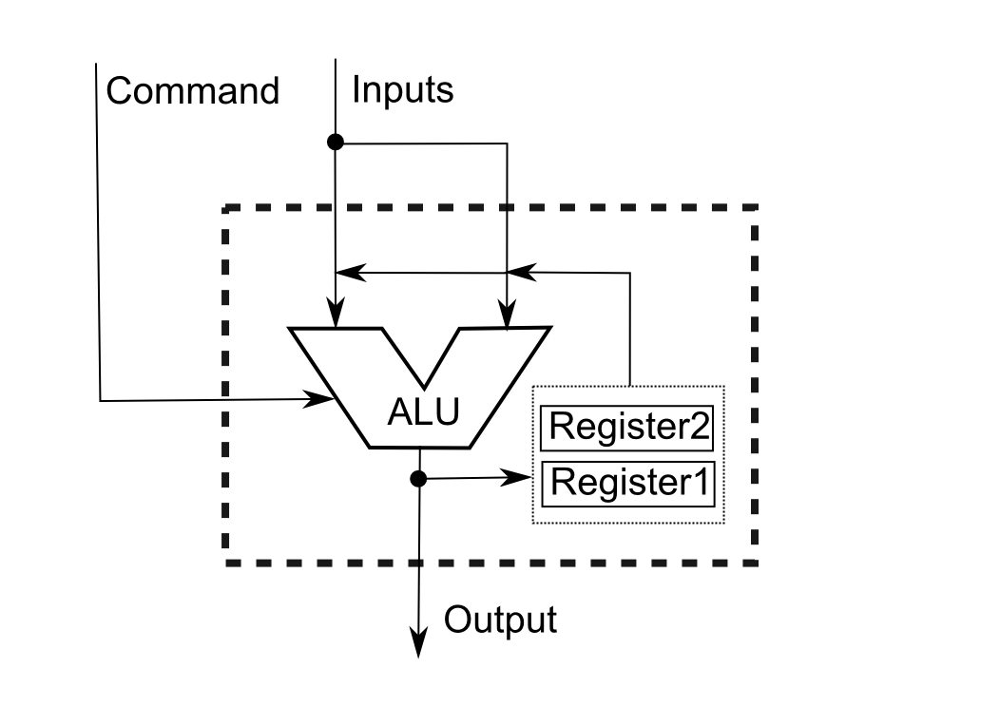 Command
Inputs
ALU
Register2
Register1
Output